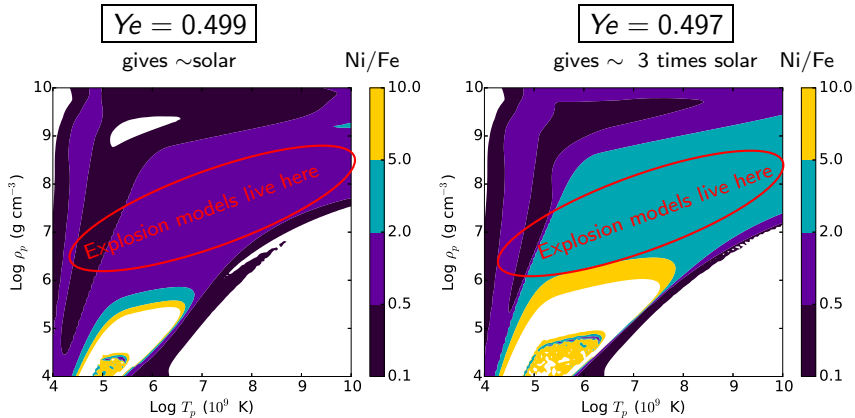 Ye = 0.499
gives ∼solar
Ni/Fe
10
9
8
7
6
5
4
Log ρp (g cm−3)
4 5 6 7 8 9 10
Log Tp (10^9 K)
Explosion models live here
10.0
5.0
2.0
0.5
0.1
Ye = 0.497
gives ∼ 3 times solar
Ni/Fe
10
9
8
7
6
5
4
Log ρp (g cm−3)
4 5 6 7 8 9 10
Log Tp (10^9 K)
Explosion models live here
10.0
5.0
2.0
0.5
0.1